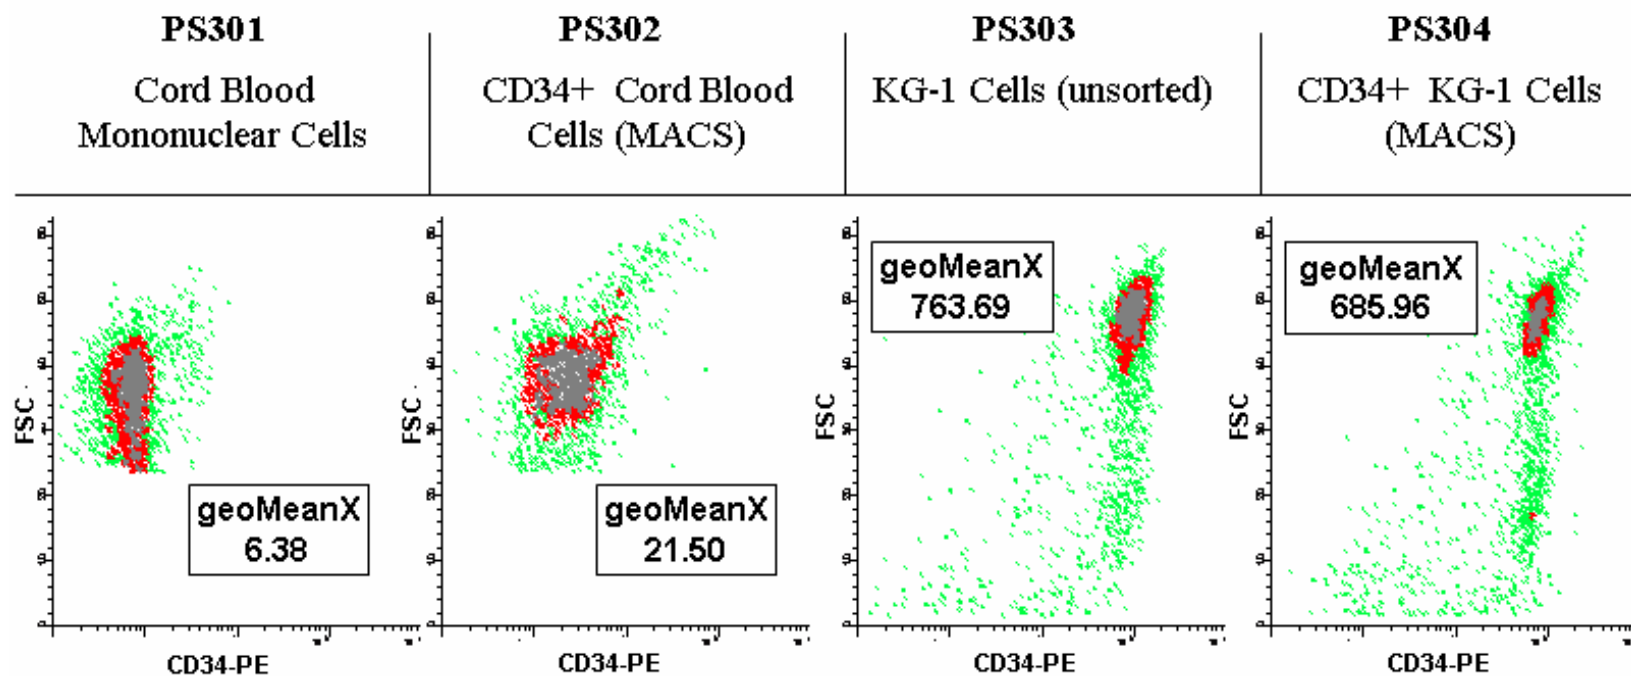 PS301
PS302
PS303
PS304
Cord Blood
Mononuclear Cells
CD34+ Cord Blood
Cells (MACS)
KG-1 Cells (unsorted)
CD34+ KG-1 Cells
(MACS)
geoMeanX
6.38
FSC
CD34-PE
geoMeanX
21.50
FSC
CD34-PE
geoMeanX
763.69
FSC
CD34-PE
geoMeanX
685.96
FSC
CD34-PE